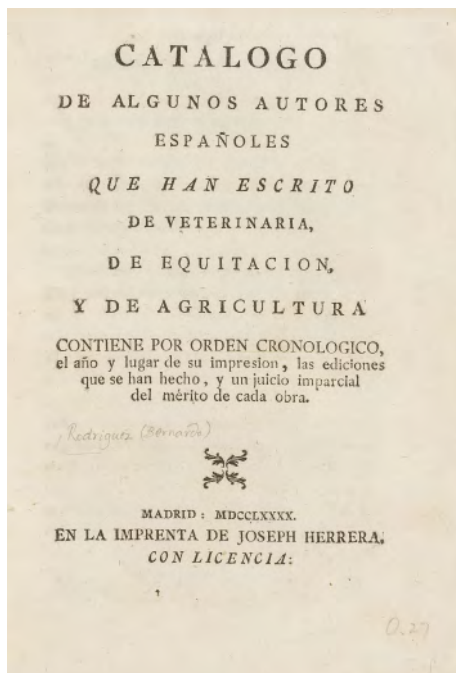 CATALOGO
DE ALGUNOS AUTORES
ESPAÑOLES
QUE HAN ESCRITO
DE VETERINARIA,
DE EQUITACION,
Y DE AGRICULTURA
CONTIENE POR ORDEN CRONOLOGICO,
el año y lugar de su impresion, las ediciones
que se han hecho, y un juicio imparcial
del mérito de cada obra.
Rodriguez (Bernardo)
MADRID: MDCCLXXXX.
EN LA IMPRENTA DE JOSEPH HERRERA.
CON LICENCIA:
O.27